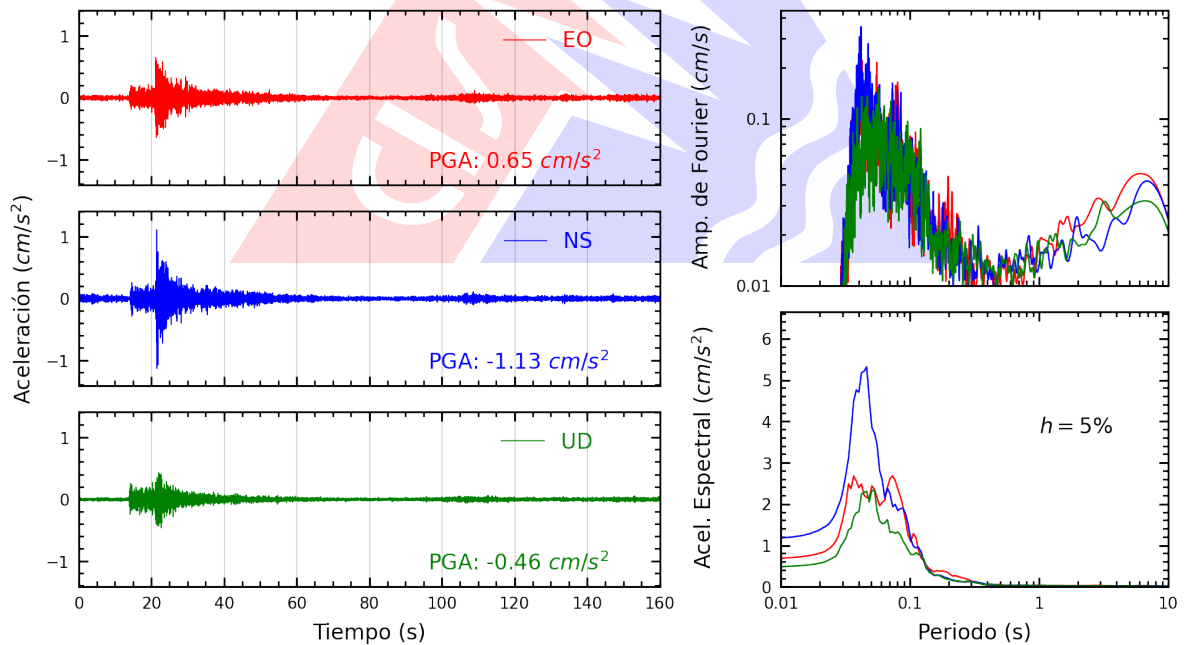 Aceleración (cm/s²)
1
0
−1
EO
PGA: 0.65 cm/s²
1
0
−1
NS
PGA: -1.13 cm/s²
1
0
−1
UD
PGA: -0.46 cm/s²
0 20 40 60 80 100 120 140 160
Tiempo (s)
Amp. de Fourier (cm/s)
0.1
0.01
Acel. Espectral (cm/s²)
6
5
4
3
2
1
0
h = 5%
0.01 0.1 1 10
Periodo (s)